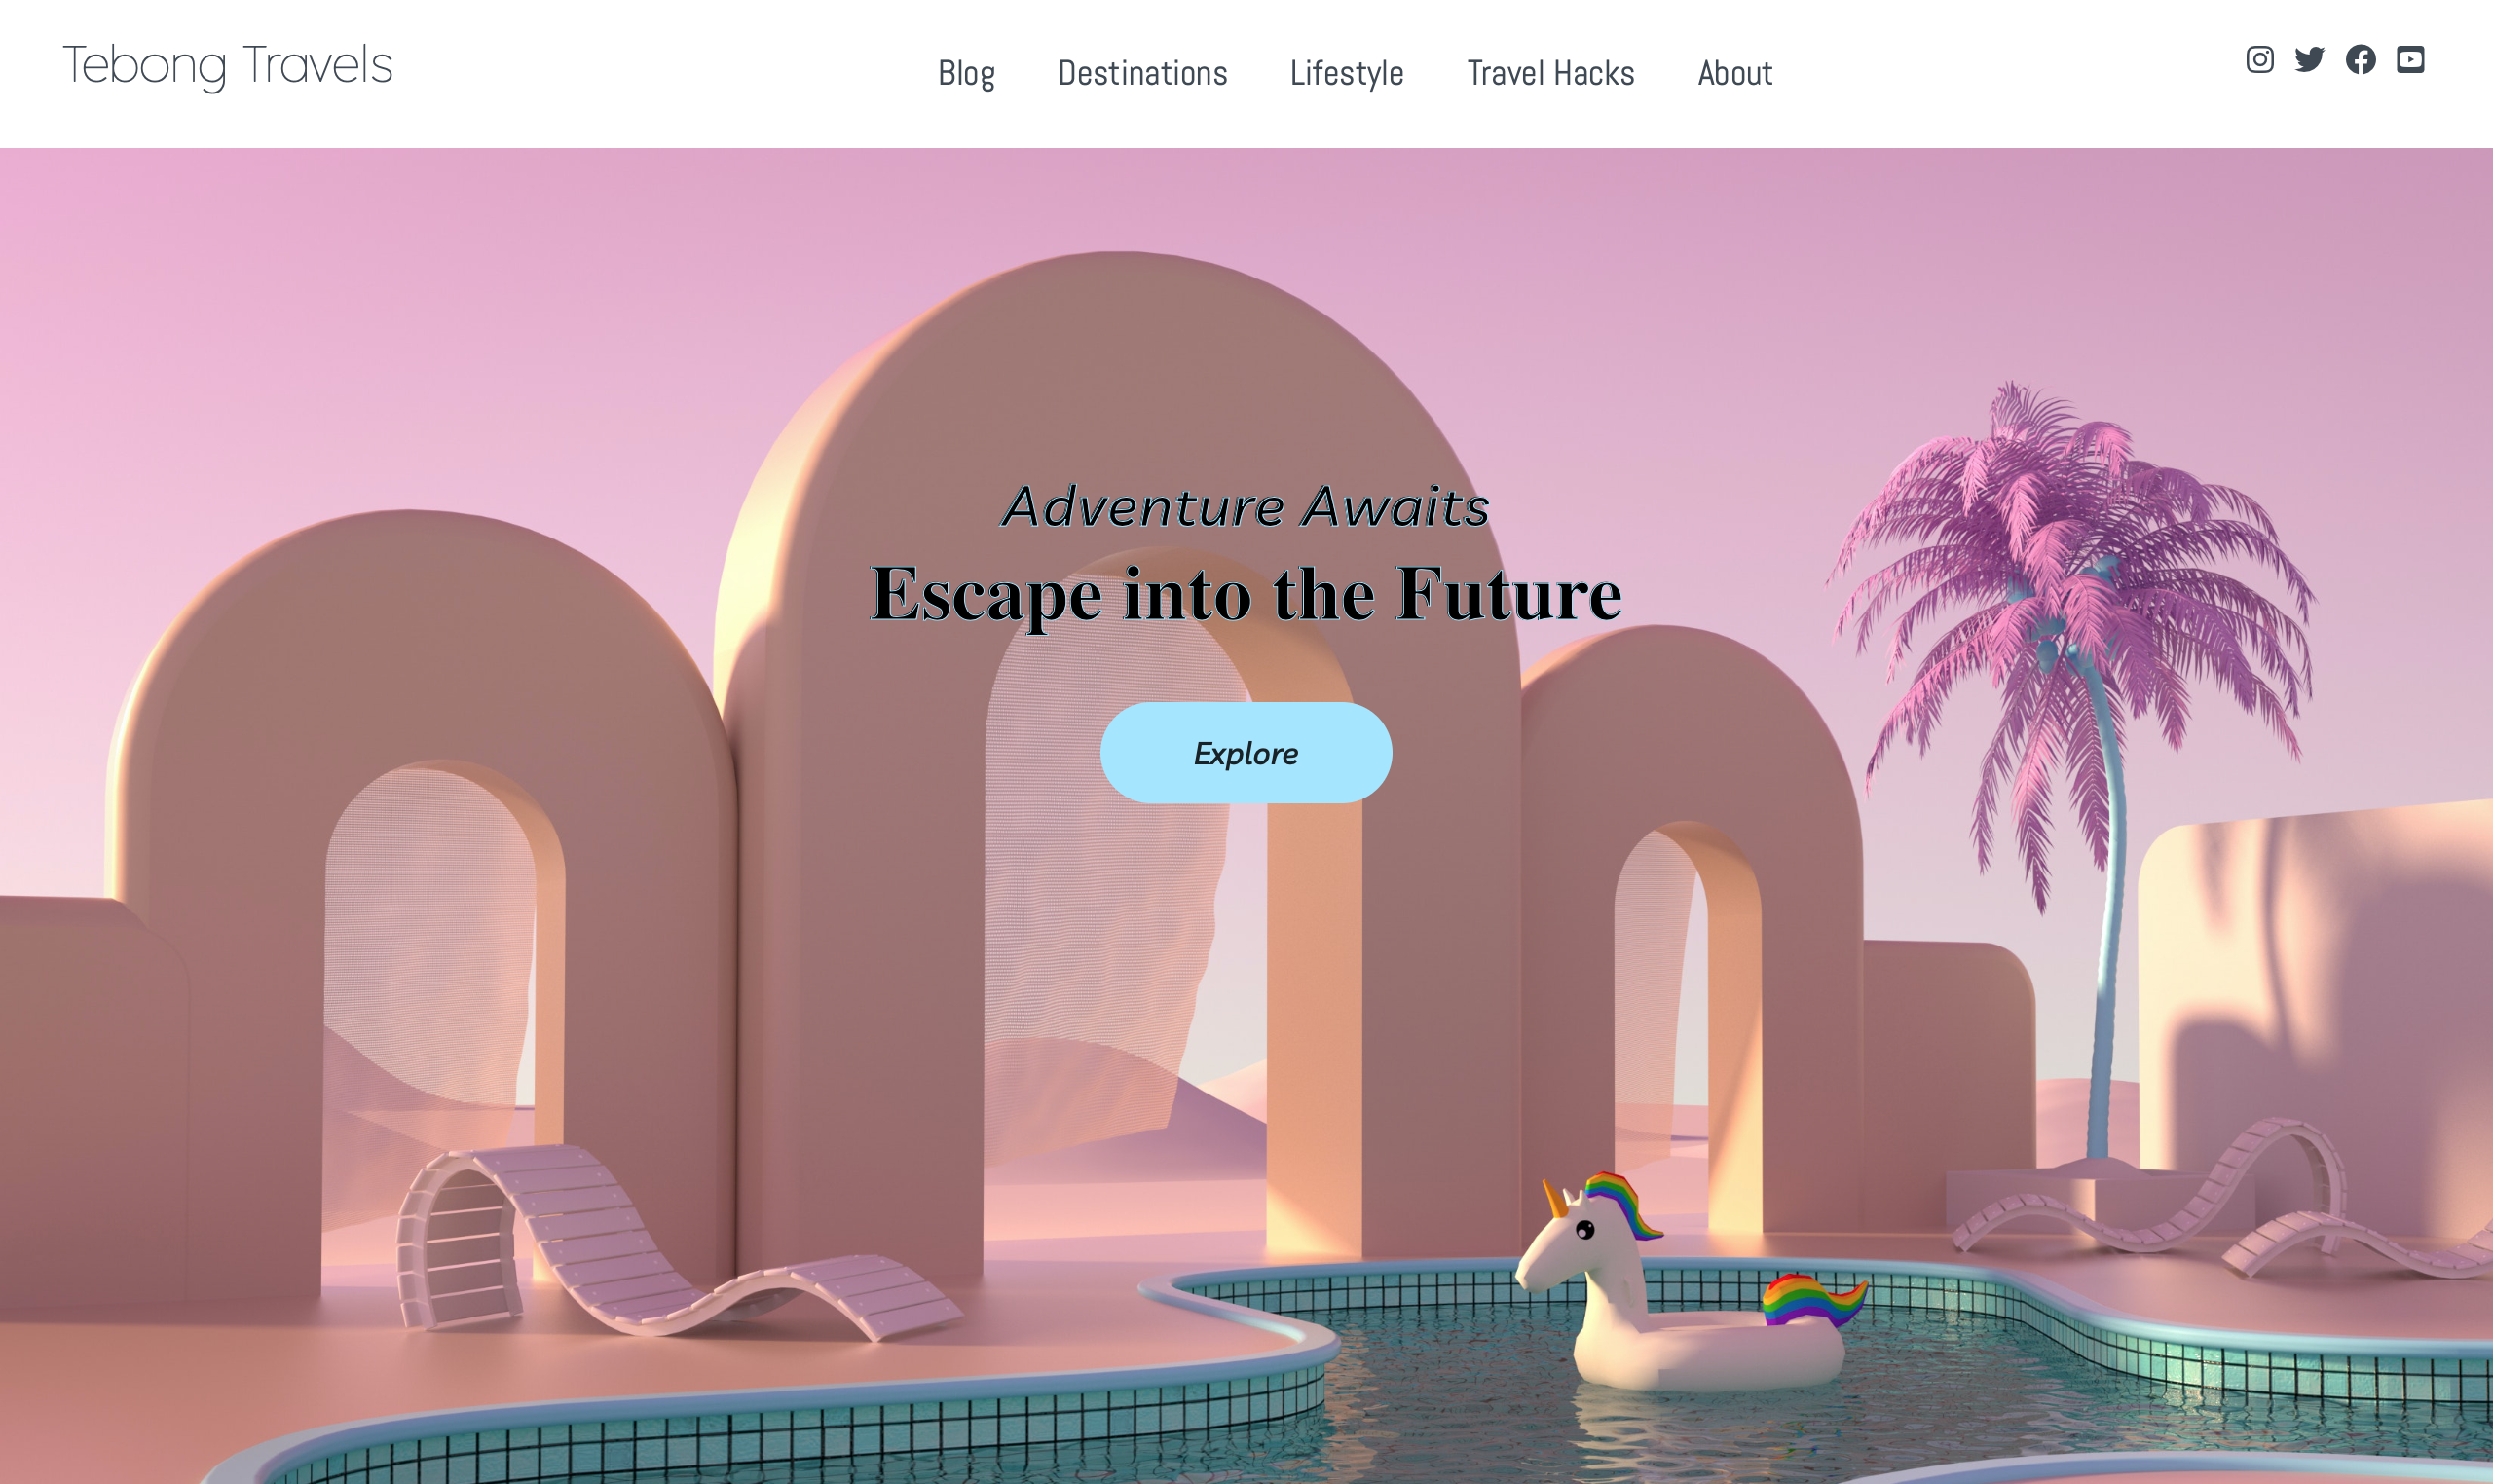 Tebong Travels
Blog Destinations Lifestyle Travel Hacks About
Adventure Awaits
Escape into the Future
Explore